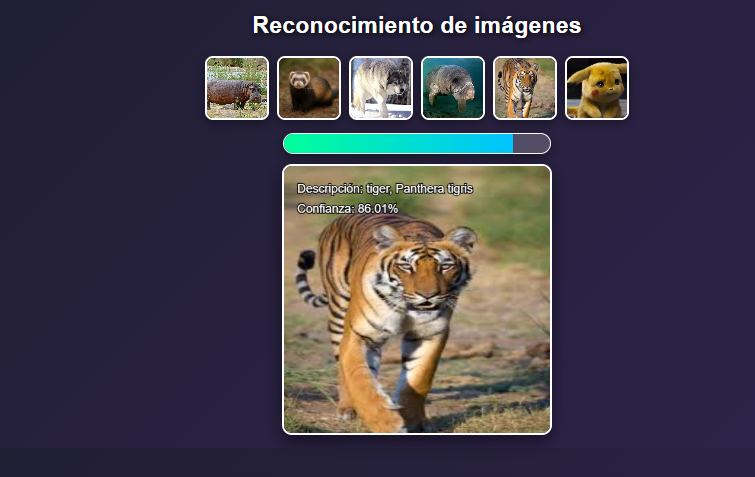 Reconocimiento de imágenes
Descripción: tiger, Panthera tigris
Confianza: 86.01%